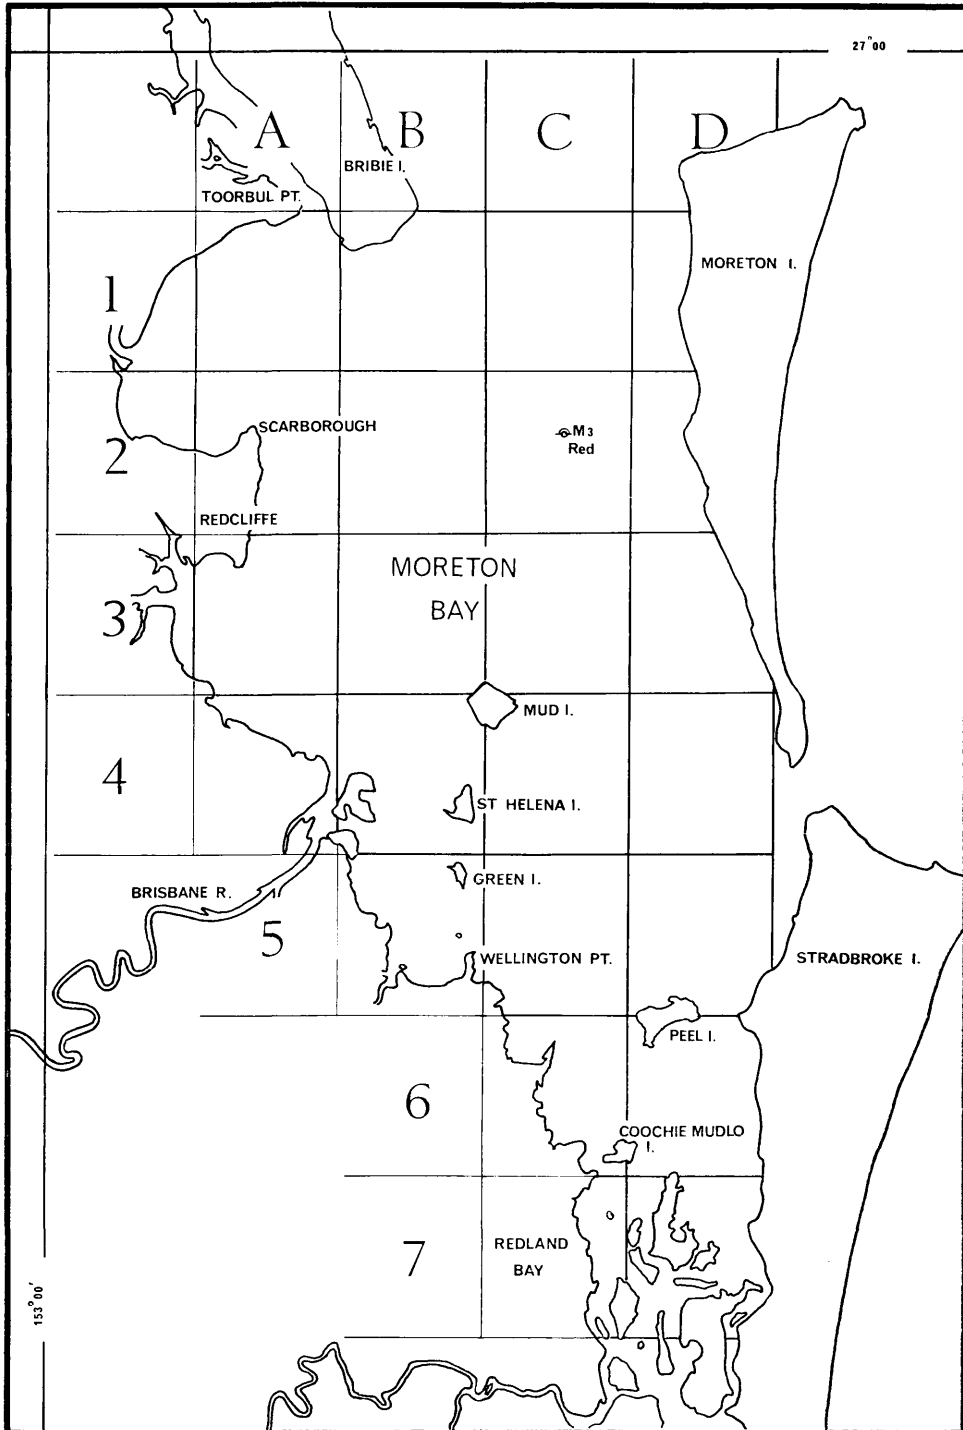 27°00
A
B
C
D
BRIBIE I.
TOORBUL PT.
MORETON I.
1
SCARBOROUGH
M3
Red
2
REDCLIFFE
MORETON
BAY
3
MUD I.
4
ST HELENA I.
GREEN I.
BRISBANE R.
5
WELLINGTON PT.
STRADBROKE I.
PEEL I.
6
COOCHIE MUDLO
I.
7
REDLAND
BAY
153°00'